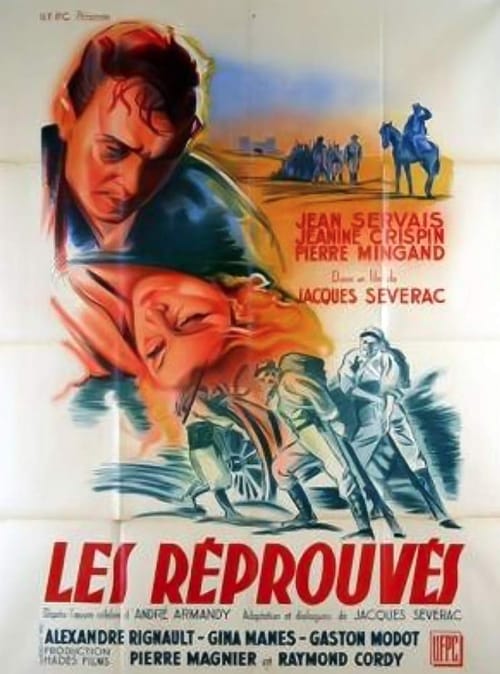 U.F.P.C. Présente
JEAN SERVAIS
JEANINE CRISPIN
PIERRE MINGAND
Dans un film de
JACQUES SEVERAC
LES RÉPROUVÉS
D'après l'œuvre célèbre d'ANDRÉ ARMANDY Adaptation et dialogues de JACQUES SEVERAC
ALEXANDRE RIGNAULT - GINA MANES - GASTON MODOT
PRODUCTION
HADÈS FILMS
PIERRE MAGNIER et RAYMOND CORDY
UFPC